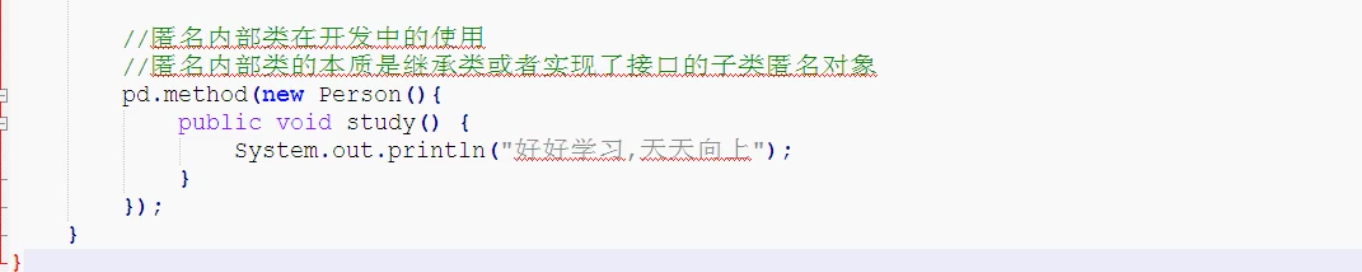 //匿名内部类在开发中的使用
//匿名内部类的本质是继承类或者实现了接口的子类匿名对象
pd.method(new Person(){
public void study() {
System.out.println("好好学习,天天向上");
}
});
}
}